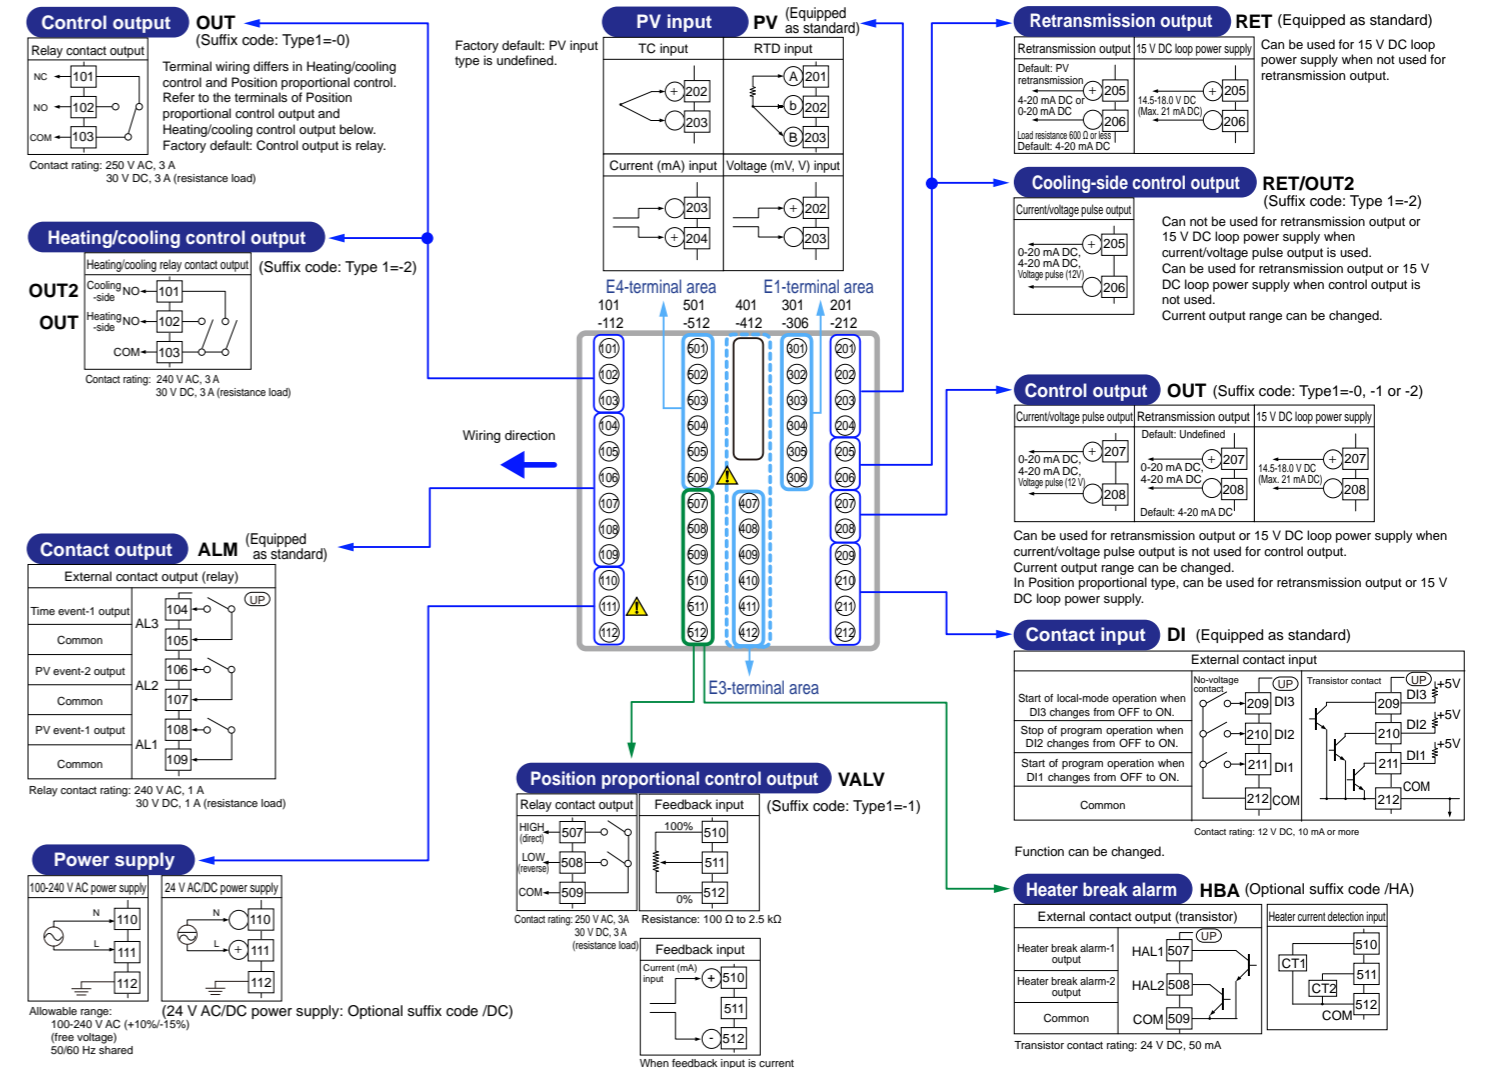 Control output OUT
(Suffix code: Type1=-0)
Relay contact output
NC 101
NO 102
COM 103
Terminal wiring differs in Heating/cooling
control and Position proportional control.
Refer to the terminals of Position
proportional control output and
Heating/cooling control output below.
Factory default: Control output is relay.
Contact rating: 250 V AC, 3 A
30 V DC, 3 A (resistance load)
Heating/cooling control output
(Suffix code: Type 1=-2)
Heating/cooling relay contact output
OUT2 Cooling
-side NO 101
OUT Heating
-side NO 102
COM 103
Contact rating: 240 V AC, 3 A
30 V DC, 3 A (resistance load)
PV input PV (Equipped
as standard)
Factory default: PV input
type is undefined.
TC input RTD input
+ 202
203
A 201
b 202
B 203
Current (mA) input Voltage (mV, V) input
203
+ 204
+ 202
203
Retransmission output RET (Equipped as standard)
Retransmission output 15 V DC loop power supply
Default: PV
retransmission
4-20 mA DC or
0-20 mA DC
+ 205
206
Load resistance 600 Ω or less
Default: 4-20 mA DC
14.5-18.0 V DC
(Max. 21 mA DC)
+ 205
206
Can be used for 15 V DC loop
power supply when not used for
retransmission output.
Cooling-side control output RET/OUT2
(Suffix code: Type 1=-2)
Current/voltage pulse output
0-20 mA DC,
4-20 mA DC,
Voltage pulse (12V)
+ 205
206
Can not be used for retransmission output or
15 V DC loop power supply when
current/voltage pulse output is used.
Can be used for retransmission output or 15 V
DC loop power supply when control output is
not used.
Current output range can be changed.
E4-terminal area E1-terminal area
101 501 401 301 201
-112 -512 -412 -306 -212
101 501 301 201
102 502 302 202
103 503 303 203
104 504 304 204
105 505 305 205
106 506 306 206
107 507 407 207
108 508 408 208
109 509 409 209
110 510 410 210
111 511 411 211
112 512 412 212
Wiring direction
E3-terminal area
Control output OUT (Suffix code: Type1=-0, -1 or -2)
Current/voltage pulse output Retransmission output 15 V DC loop power supply
0-20 mA DC,
4-20 mA DC,
Voltage pulse (12 V)
+ 207
208
Default: Undefined
0-20 mA DC,
4-20 mA DC
+ 207
208
Default: 4-20 mA DC
14.5-18.0 V DC
(Max. 21 mA DC)
+ 207
208
Can be used for retransmission output or 15 V DC loop power supply when
current/voltage pulse output is not used for control output.
Current output range can be changed.
In Position proportional type, can be used for retransmission output or 15 V
DC loop power supply.
Contact output ALM (Equipped
as standard)
External contact output (relay)
UP
Time event-1 output
AL3 104
Common 105
PV event-2 output
AL2 106
Common 107
PV event-1 output
AL1 108
Common 109
Relay contact rating: 240 V AC, 1 A
30 V DC, 1 A (resistance load)
Contact input DI (Equipped as standard)
External contact input
No-voltage
contact
UP
Transistor contact
UP
Start of local-mode operation when
DI3 changes from OFF to ON.
209 DI3
209 DI3 +5V
Stop of program operation when
DI2 changes from OFF to ON.
210 DI2
210 DI2 +5V
Start of program operation when
DI1 changes from OFF to ON.
211 DI1
211 DI1 +5V
Common
212 COM
212 COM
Contact rating: 12 V DC, 10 mA or more
Function can be changed.
Position proportional control output VALV
(Suffix code: Type1=-1)
Relay contact output Feedback input
HIGH
(direct) 507
LOW
(reverse) 508
COM 509
100% 510
511
0% 512
Contact rating: 250 V AC, 3A
30 V DC, 3 A
(resistance load)
Resistance: 100 Ω to 2.5 kΩ
Feedback input
Current (mA)
input
+ 510
511
- 512
When feedback input is current
Power supply
100-240 V AC power supply 24 V AC/DC power supply
N 110
L 111
112
N 110
L + 111
112
Allowable range:
100-240 V AC (+10%/-15%)
(free voltage)
50/60 Hz shared
(24 V AC/DC power supply: Optional suffix code /DC)
Heater break alarm HBA (Optional suffix code /HA)
External contact output (transistor)
UP
Heater break alarm-1
output
HAL1 507
Heater break alarm-2
output
HAL2 508
Common
COM 509
Heater current detection input
CT1 510
CT2 511
COM 512
Transistor contact rating: 24 V DC, 50 mA